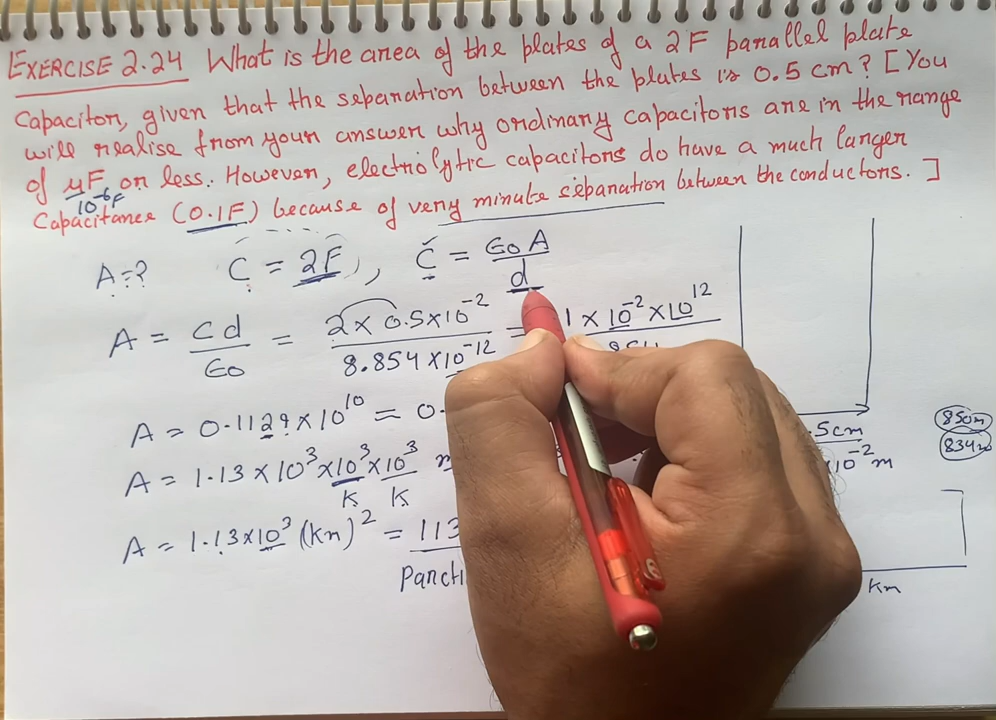 EXERCISE 2.24 What is the area of the plates of a 2F parallel plate
Capacitor, given that the separation between the plates is 0.5 cm? [You
will realise from your answer why ordinary capacitors are in the range
of μF or less. However, electrolytic capacitors do have a much larger
10⁻⁶F
Capacitance (0.1F) because of very minute separation between the conductors.]
A=? C = 2F, C = ϵ₀A/d
A = Cd/ϵ₀ = 2 × 0.5×10⁻²/8.854×10⁻¹² = 1 × 10⁻² × 10¹²
A = 0.1129 × 10¹⁰ = 0.
.5cm
850m
834m
A = 1.13 × 10³ × 10³ × 10³ m
×10⁻² m
K K
A = 1.13×10³ (km)² = 113
Km